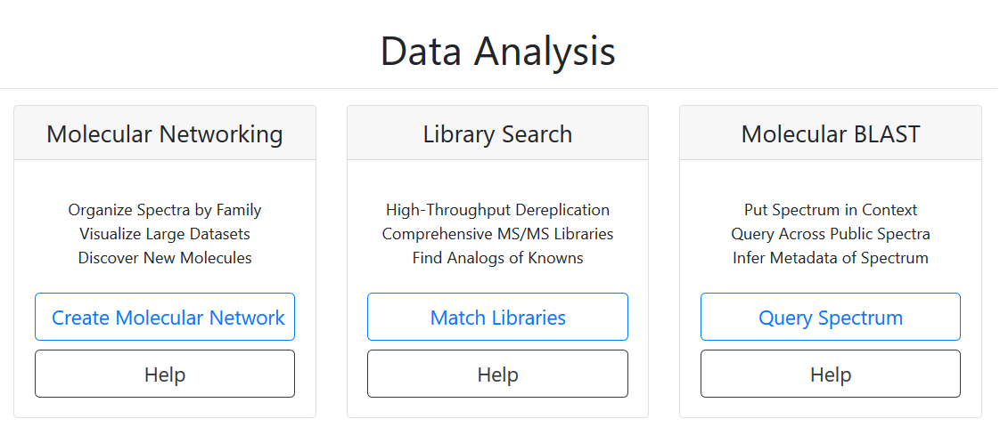 Data Analysis
Molecular Networking
Organize Spectra by Family
Visualize Large Datasets
Discover New Molecules
Create Molecular Network
Help
Library Search
High-Throughput Dereplication
Comprehensive MS/MS Libraries
Find Analogs of Knowns
Match Libraries
Help
Molecular BLAST
Put Spectrum in Context
Query Across Public Spectra
Infer Metadata of Spectrum
Query Spectrum
Help